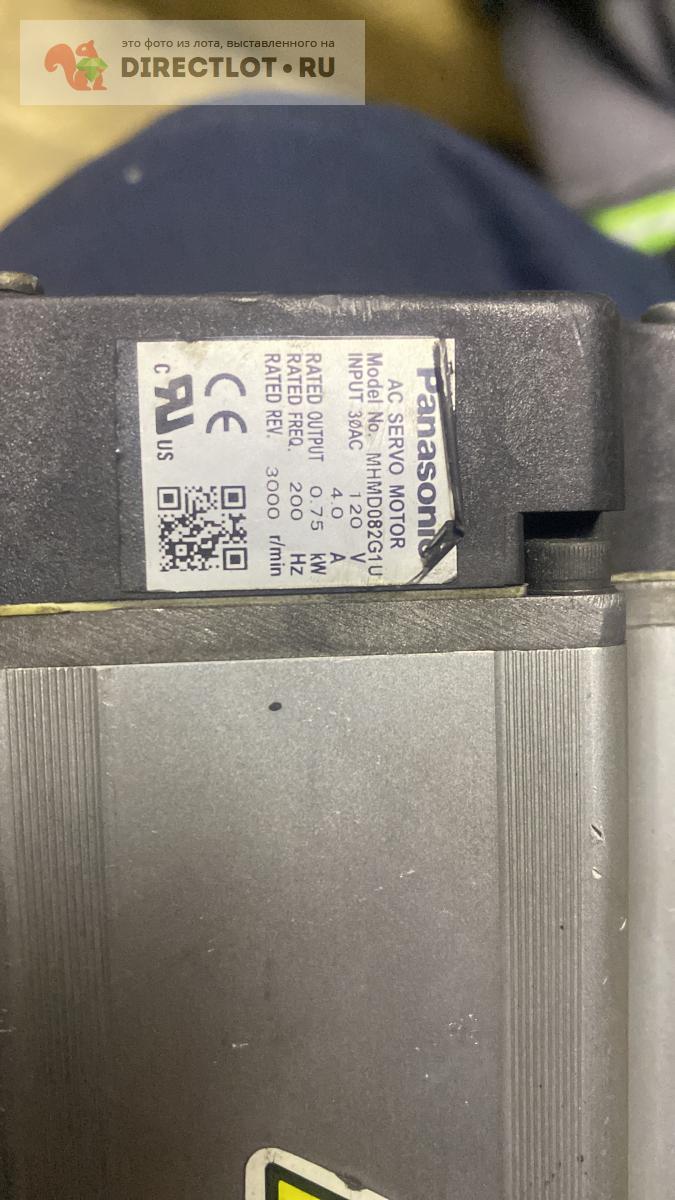 это фото из лота, выставленного на
DIRECTLOT•RU
Panasonic
AC SERVO MOTOR
Model No. MHMD082G1U
INPUT 3ØAC 120 V
4.0 A
RATED OUTPUT 0.75 kW
RATED FREQ. 200 Hz
RATED REV. 3000 r/min
CE
c RU US